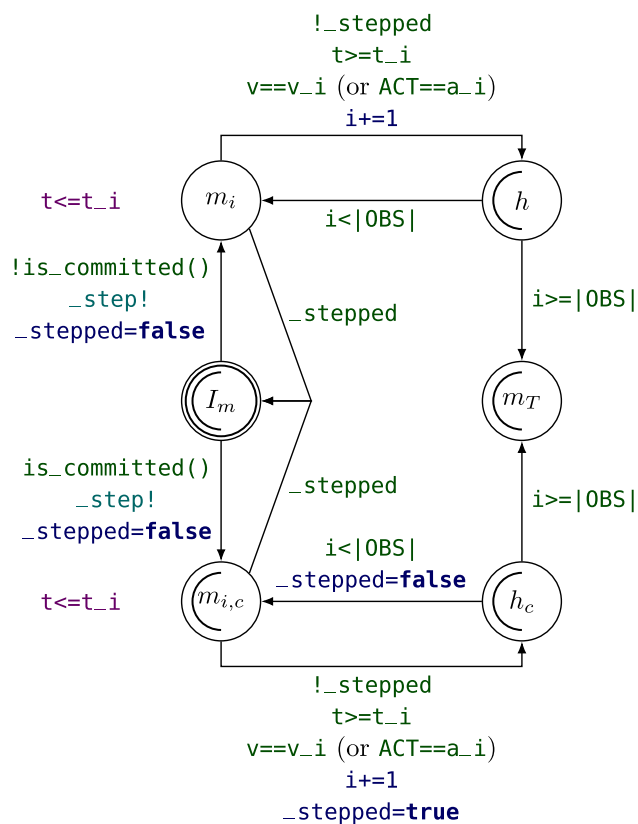 !_stepped
t>=t_i
v==v_i (or ACT==a_i)
i+=1
t<=t_i
m_i
h
i<|OBS|
!is_committed()
_step!
_stepped=false
_stepped
i>=|OBS|
I_m
m_T
is_committed()
_step!
_stepped=false
_stepped
i>=|OBS|
i<|OBS|
_stepped=false
t<=t_i
m_{i,c}
h_c
!_stepped
t>=t_i
v==v_i (or ACT==a_i)
i+=1
_stepped=true